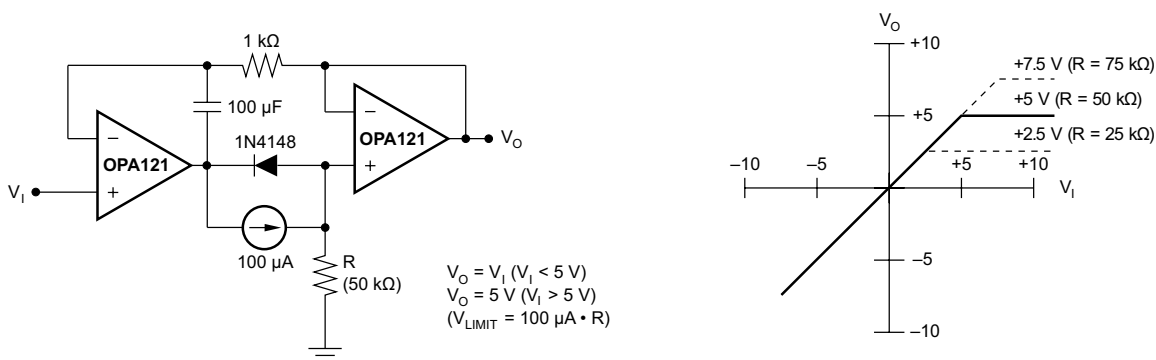 1 kΩ
100 µF
1N4148
–
OPA121
+
–
OPA121
+
V_I
V_O
100 µA
R
(50 kΩ)
V_O = V_I (V_I < 5 V)
V_O = 5 V (V_I > 5 V)
(V_LIMIT = 100 µA • R)
V_O
+10
+7.5 V (R = 75 kΩ)
+5 V (R = 50 kΩ)
+5
+2.5 V (R = 25 kΩ)
–10
–5
+5
+10
V_I
–5
–10